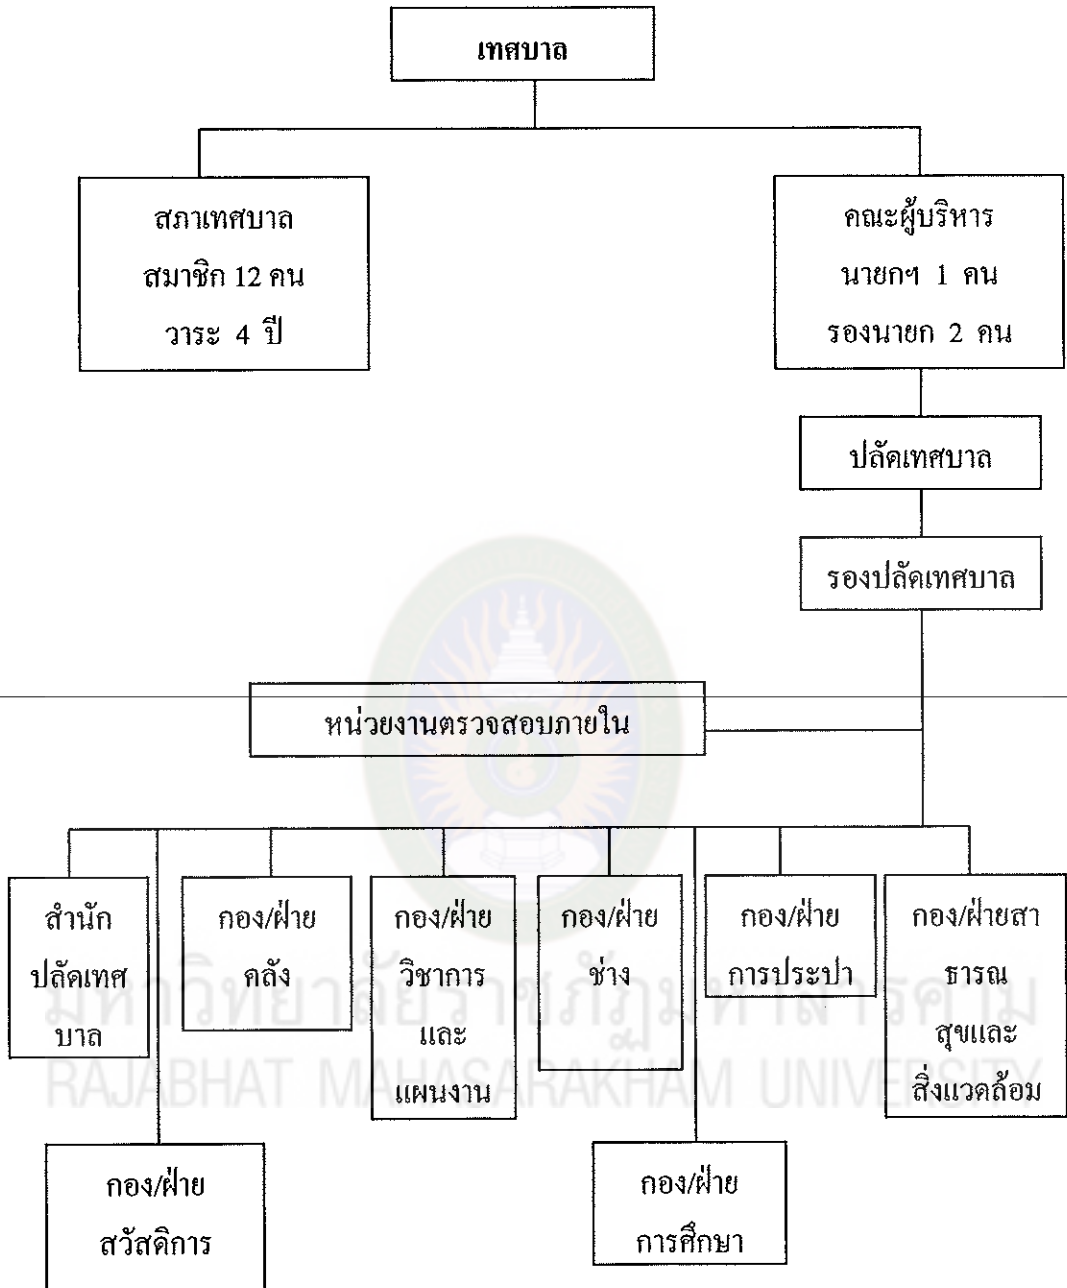 เทศบาล
สภาเทศบาล
สมาชิก 12 คน
วาระ 4 ปี
คณะผู้บริหาร
นายกฯ 1 คน
รองนายก 2 คน
ปลัดเทศบาล
รองปลัดเทศบาล
หน่วยงานตรวจสอบภายใน
สำนัก
ปลัดเทศ
บาล
กอง/ฝ่าย
คลัง
กอง/ฝ่าย
วิชาการ
และ
แผนงาน
กอง/ฝ่าย
ช่าง
กอง/ฝ่าย
การประปา
กอง/ฝ่ายสา
ธารณ
สุขและ
สิ่งแวดล้อม
มหาวิทยาลัยราชภัฏมหาสารคาม
RAJABHAT MAHASARAKHAM UNIVERSITY
กอง/ฝ่าย
สวัสดิการ
กอง/ฝ่าย
การศึกษา